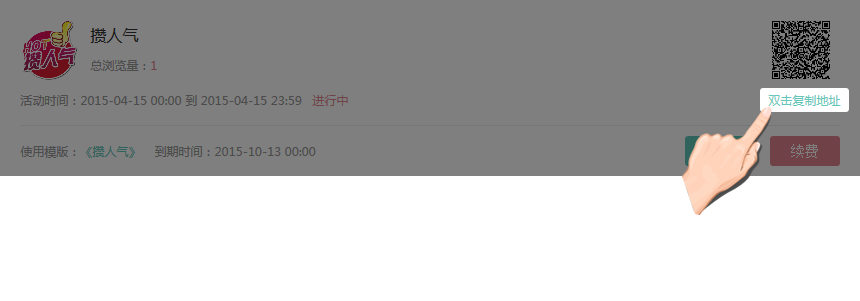 HOT
攒人气
攒人气
总浏览量：1
双击复制地址
活动时间：2015-04-15 00:00 到 2015-04-15 23:59 进行中
使用模版：《攒人气》 到期时间：2015-10-13 00:00
续费